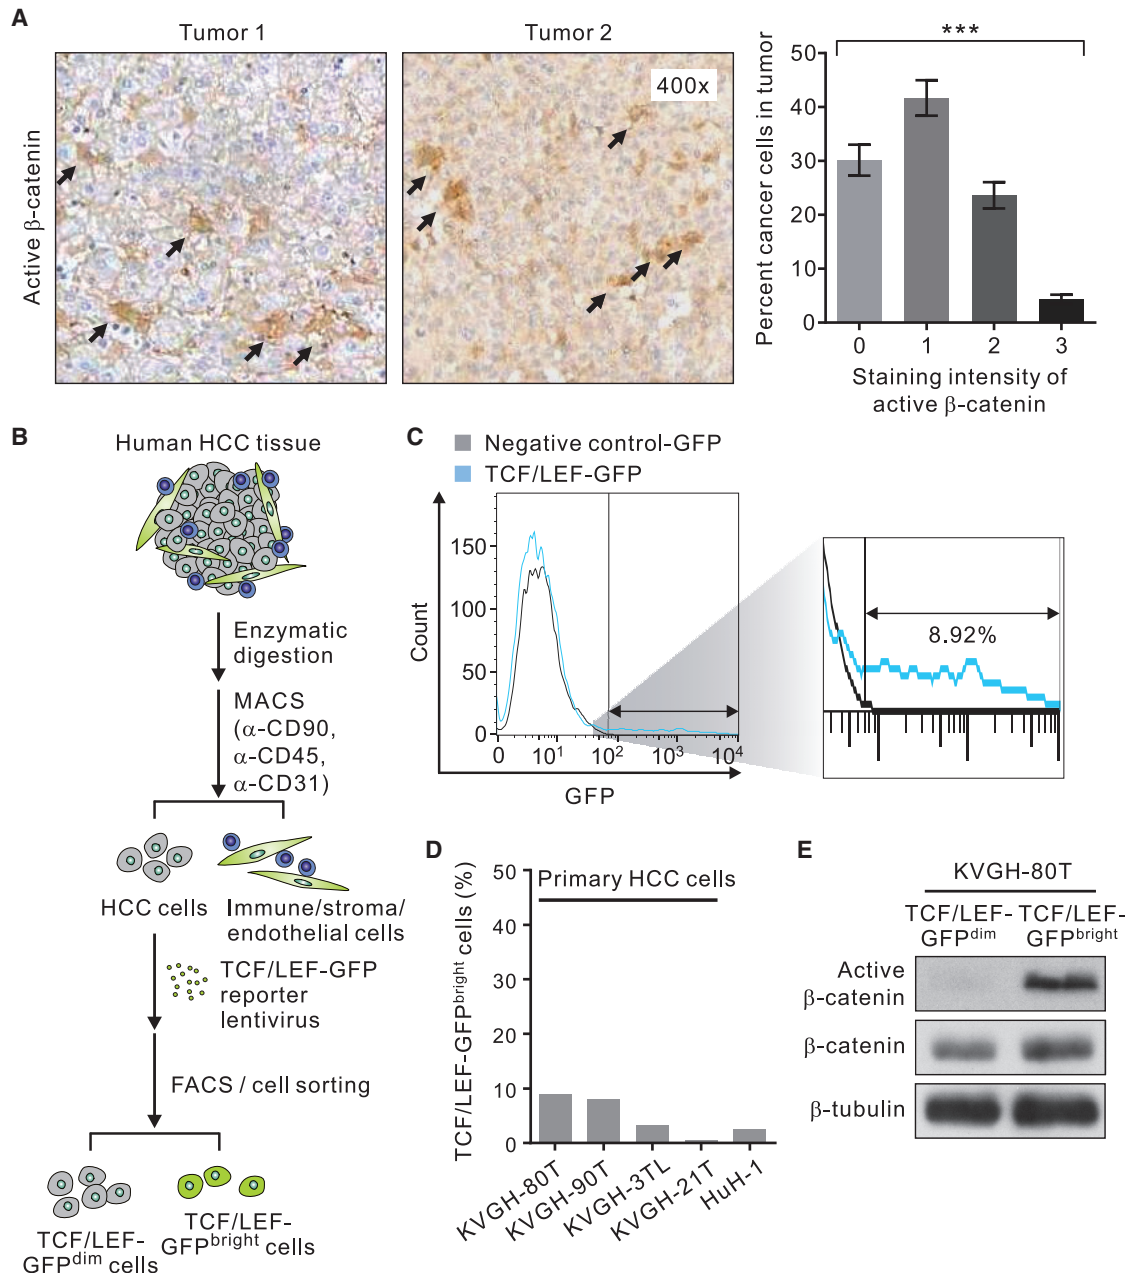 A
Tumor 1
Tumor 2
Active β-catenin
400x
Percent cancer cells in tumor
50
40
30
20
10
0
***
0 1 2 3
Staining intensity of
active β-catenin
B
Human HCC tissue
Enzymatic
digestion
MACS
(α-CD90,
α-CD45,
α-CD31)
HCC cells
Immune/stroma/
endothelial cells
TCF/LEF-GFP
reporter
lentivirus
FACS / cell sorting
TCF/LEF-
GFPdim cells
TCF/LEF-
GFPbright cells
C
Negative control-GFP
TCF/LEF-GFP
Count
150
100
50
0
0 10¹ 10² 10³ 10⁴
GFP
8.92%
D
TCF/LEF-GFPbright cells (%)
50
40
30
20
10
0
Primary HCC cells
KVGH-80T
KVGH-90T
KVGH-3TL
KVGH-21T
HuH-1
E
KVGH-80T
TCF/LEF-
GFPdim
TCF/LEF-
GFPbright
Active
β-catenin
β-catenin
β-tubulin